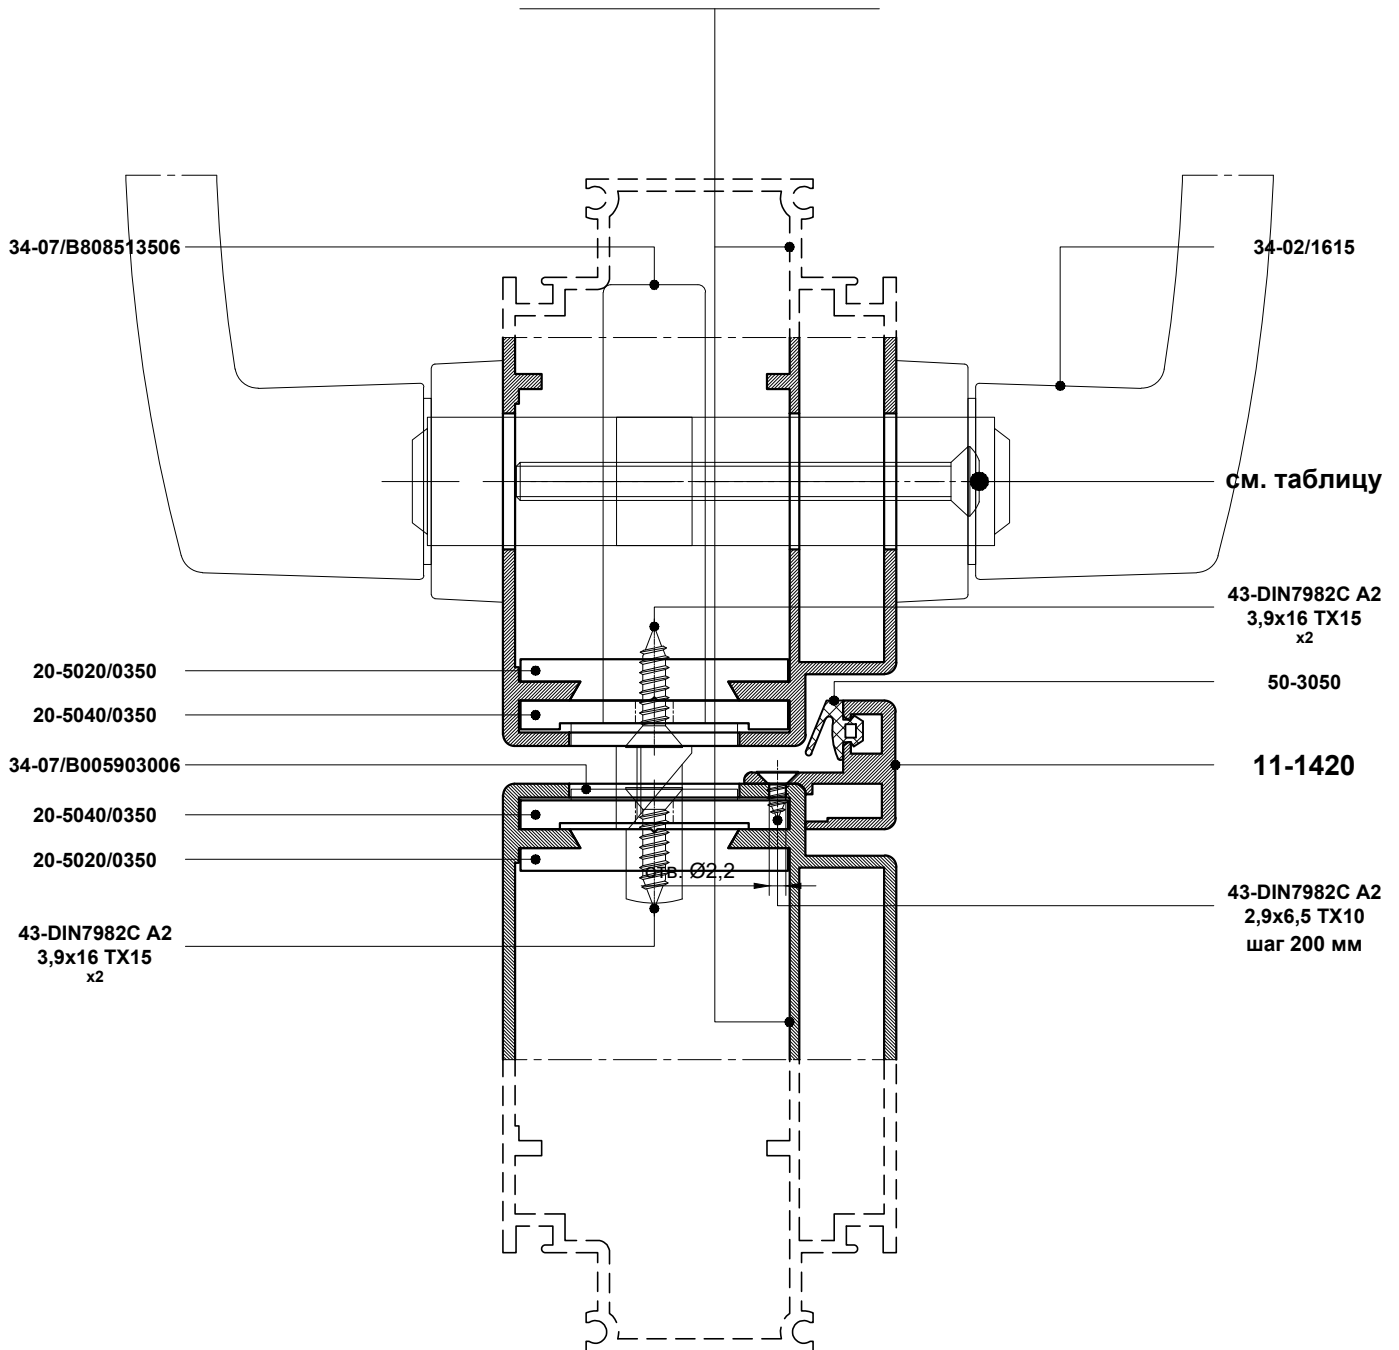 34-07/B808513506
34-02/1615
см. таблицу
43-DIN7982C A2
3,9x16 TX15
x2
20-5020/0350
50-3050
20-5040/0350
34-07/B005903006
11-1420
20-5040/0350
20-5020/0350
отв. Ø2,2
43-DIN7982C A2
2,9x6,5 TX10
шаг 200 мм
43-DIN7982C A2
3,9x16 TX15
x2